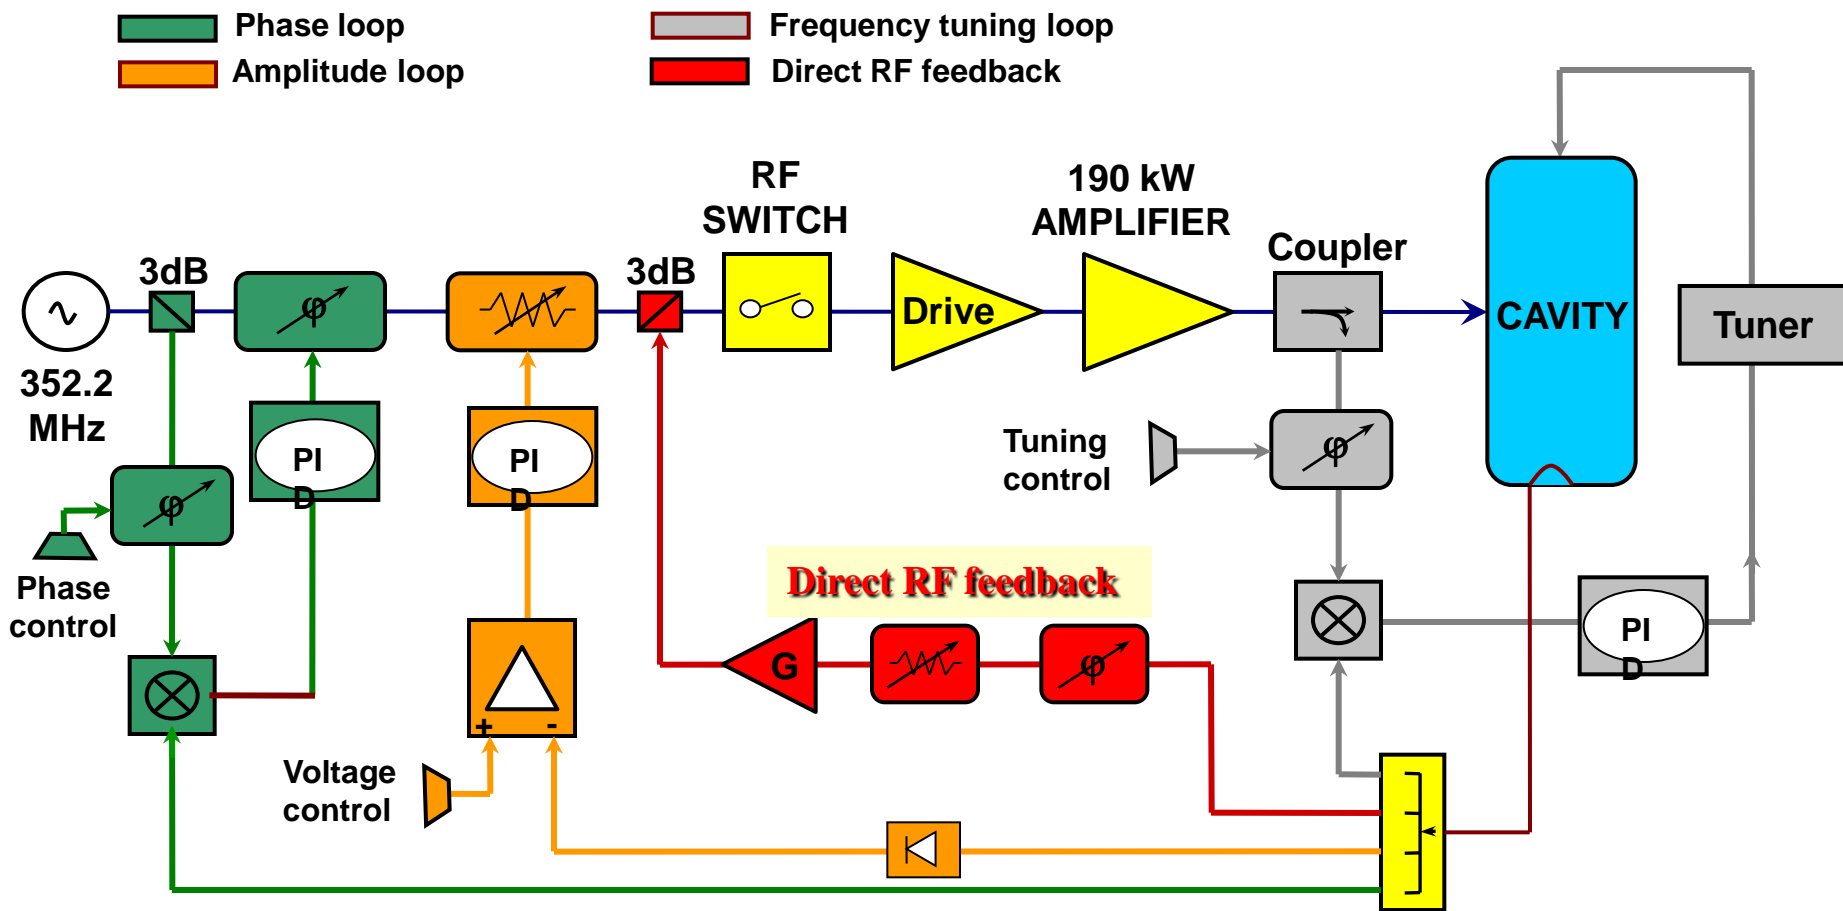 Phase loop
Frequency tuning loop
Amplitude loop
Direct RF feedback
RF
SWITCH
190 kW
AMPLIFIER
Coupler
3dB
φ
3dB
Drive
CAVITY
Tuner
352.2
MHz
PI
D
PI
D
Tuning
control
φ
φ
Phase
control
Direct RF feedback
G
φ
PI
D
+ -
Voltage
control